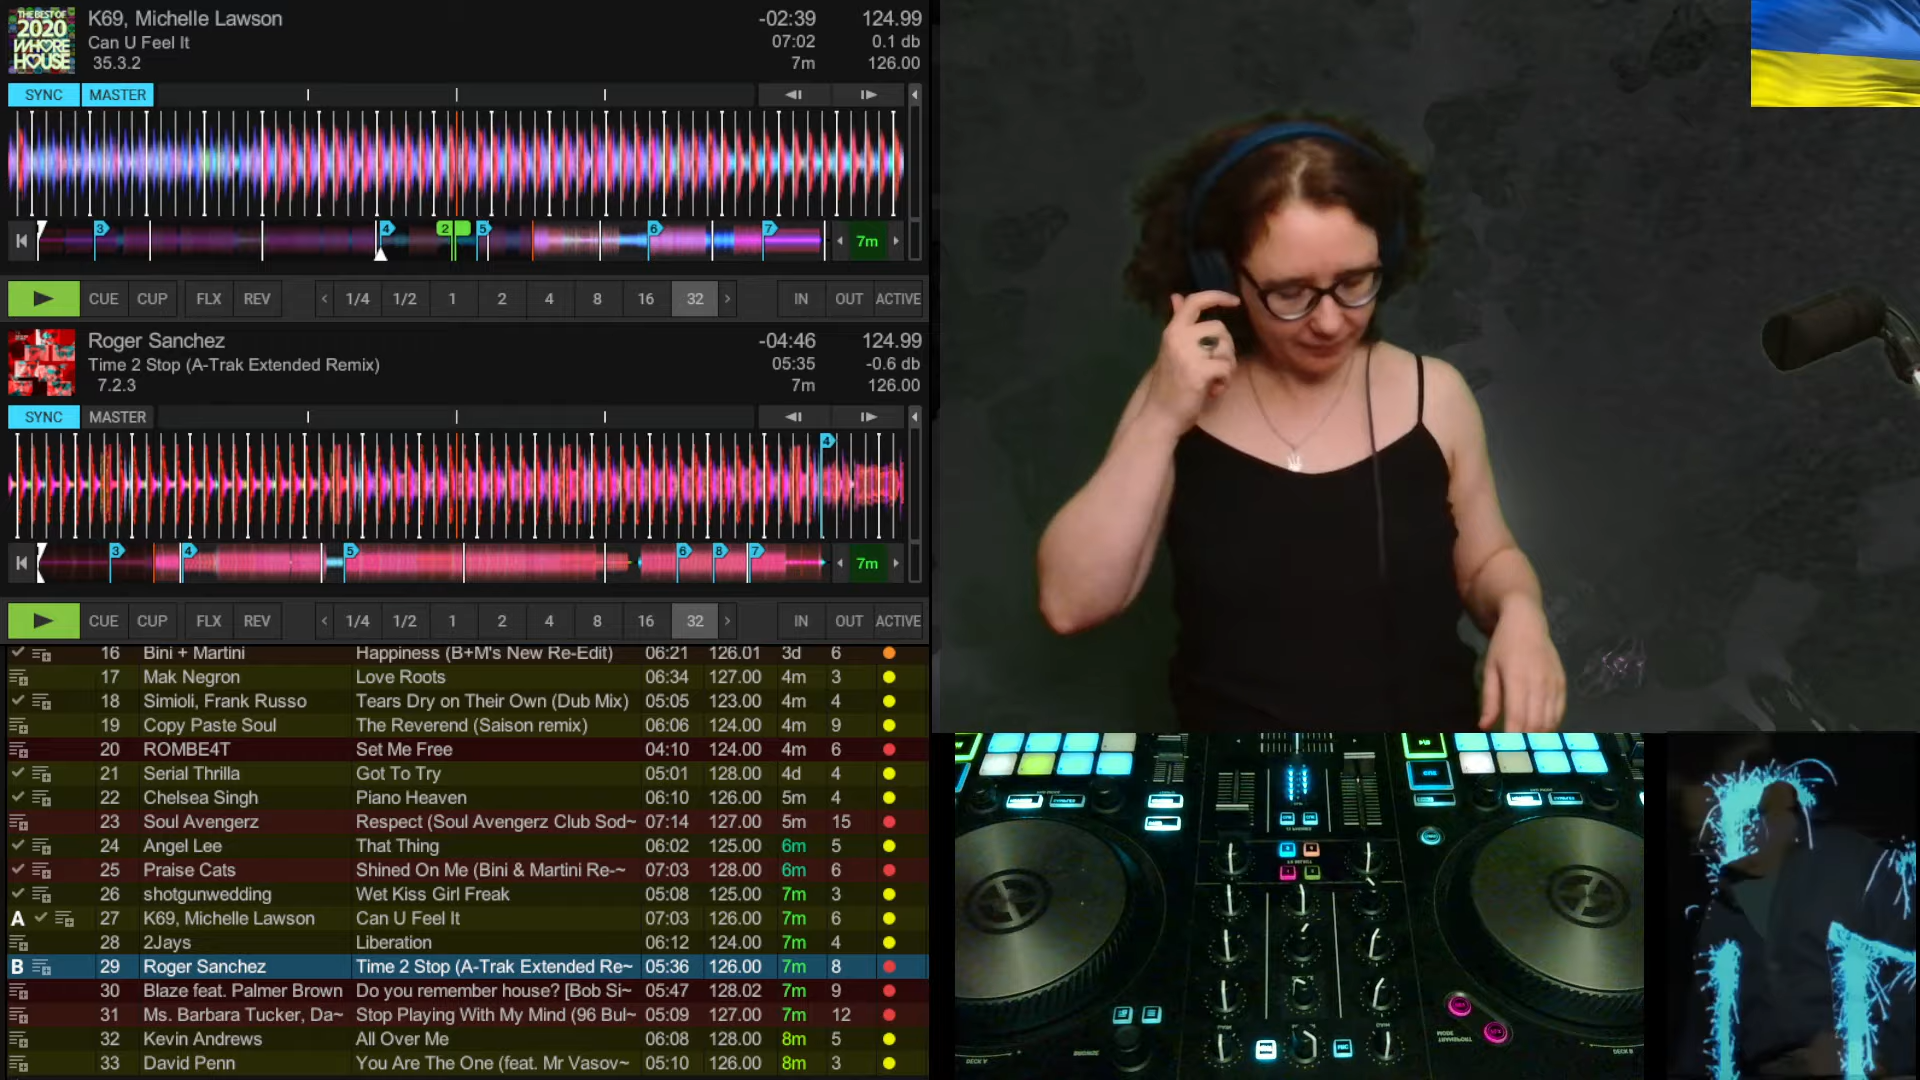 THE BEST OF
2020
WHORE
HOUSE
K69, Michelle Lawson -02:39 124.99
Can U Feel It 07:02 0.1 db
35.3.2 7m 126.00
SYNC MASTER
3 4 2 5 6 7 7m
CUE CUP FLX REV 1/4 1/2 1 2 4 8 16 32 IN OUT ACTIVE
Roger Sanchez -04:46 124.99
Time 2 Stop (A-Trak Extended Remix) 05:35 -0.6 db
7.2.3 7m 126.00
SYNC MASTER
4
3 4 5 6 8 7 7m
CUE CUP FLX REV 1/4 1/2 1 2 4 8 16 32 IN OUT ACTIVE
16 Bini + Martini Happiness (B+M's New Re-Edit) 06:21 126.01 3d 6
17 Mak Negron Love Roots 06:34 127.00 4m 3
18 Simioli, Frank Russo Tears Dry on Their Own (Dub Mix) 05:05 123.00 4m 4
19 Copy Paste Soul The Reverend (Saison remix) 06:06 124.00 4m 9
20 ROMBE4T Set Me Free 04:10 124.00 4m 6
21 Serial Thrilla Got To Try 05:01 128.00 4d 4
22 Chelsea Singh Piano Heaven 06:10 126.00 5m 4
23 Soul Avengerz Respect (Soul Avengerz Club Sod~ 07:14 127.00 5m 15
24 Angel Lee That Thing 06:02 125.00 6m 5
25 Praise Cats Shined On Me (Bini & Martini Re-~ 07:03 128.00 6m 6
26 shotgunwedding Wet Kiss Girl Freak 05:08 125.00 7m 3
A 27 K69, Michelle Lawson Can U Feel It 07:03 126.00 7m 6
28 2Jays Liberation 06:12 124.00 7m 4
B 29 Roger Sanchez Time 2 Stop (A-Trak Extended Re~ 05:36 126.00 7m 8
30 Blaze feat. Palmer Brown Do you remember house? [Bob Si~ 05:47 128.02 7m 9
31 Ms. Barbara Tucker, Da~ Stop Playing With My Mind (96 Bul~ 05:09 127.00 7m 12
32 Kevin Andrews All Over Me 06:08 128.00 8m 5
33 David Penn You Are The One (feat. Mr Vasov~ 05:10 126.00 8m 3